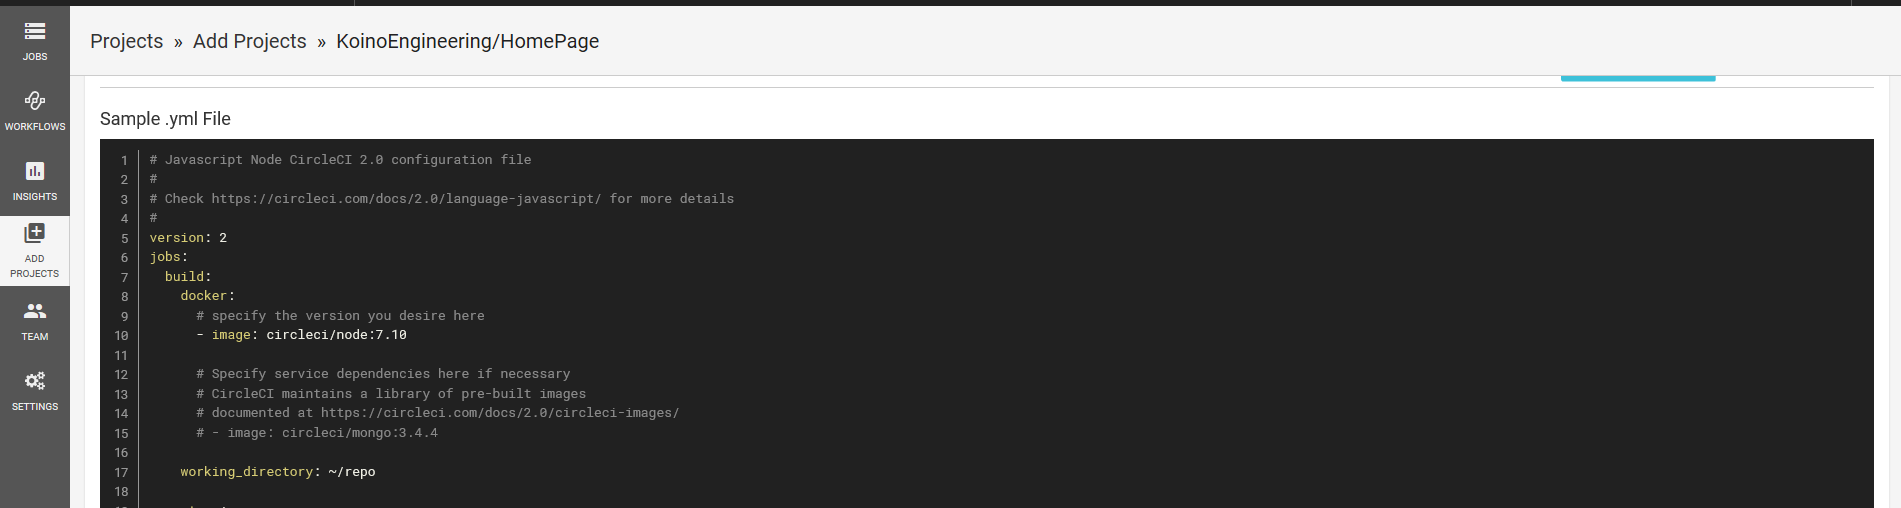 JOBS
WORKFLOWS
INSIGHTS
ADD
PROJECTS
TEAM
SETTINGS
Projects » Add Projects » KoinoEngineering/HomePage
Sample .yml File
1 # Javascript Node CircleCI 2.0 configuration file
2 #
3 # Check https://circleci.com/docs/2.0/language-javascript/ for more details
4 #
5 version: 2
6 jobs:
7   build:
8     docker:
9       # specify the version you desire here
10       - image: circleci/node:7.10
11
12       # Specify service dependencies here if necessary
13       # CircleCI maintains a library of pre-built images
14       # documented at https://circleci.com/docs/2.0/circleci-images/
15       # - image: circleci/mongo:3.4.4
16
17     working_directory: ~/repo
18